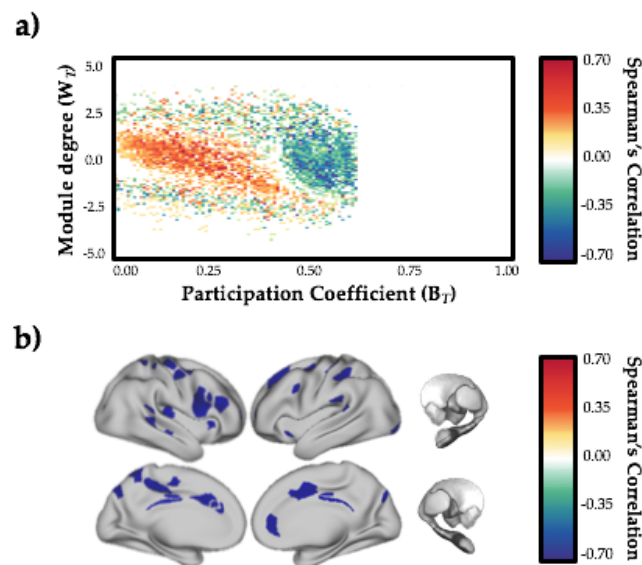 a)
Module degree (W_T)
5.0
2.5
0.0
-2.5
-5.0
0.00 0.25 0.50 0.75 1.00
Participation Coefficient (B_T)
0.70
0.35
0.00
-0.35
-0.70
Spearman's Correlation
b)
0.70
0.35
0.00
-0.35
-0.70
Spearman's Correlation